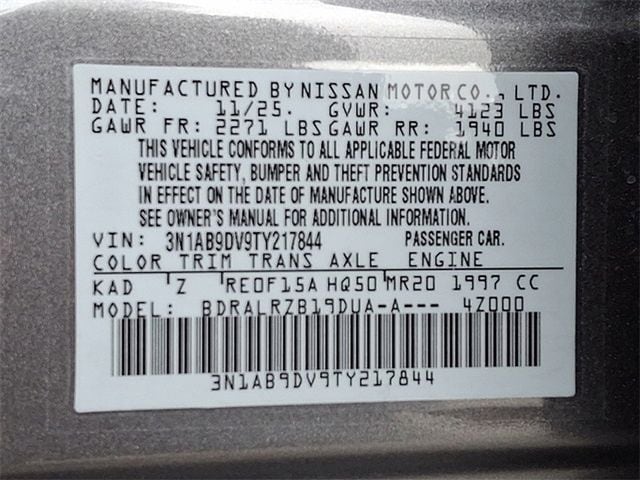 MANUFACTURED BY NISSAN MOTOR CO., LTD.
DATE: 11/25. GVWR: 4123 LBS
GAWR FR: 2271 LBS GAWR RR: 1940 LBS
THIS VEHICLE CONFORMS TO ALL APPLICABLE FEDERAL MOTOR
VEHICLE SAFETY, BUMPER AND THEFT PREVENTION STANDARDS
IN EFFECT ON THE DATE OF MANUFACTURE SHOWN ABOVE.
SEE OWNER'S MANUAL FOR ADDITIONAL INFORMATION.
VIN: 3N1AB9DV9TY217844 PASSENGER CAR.
COLOR TRIM TRANS AXLE ENGINE
KAD Z RE0F15A HQ50 MR20 1997 CC
MODEL: BDRALRZB19DUA-A--- 4Z000
3N1AB9DV9TY217844